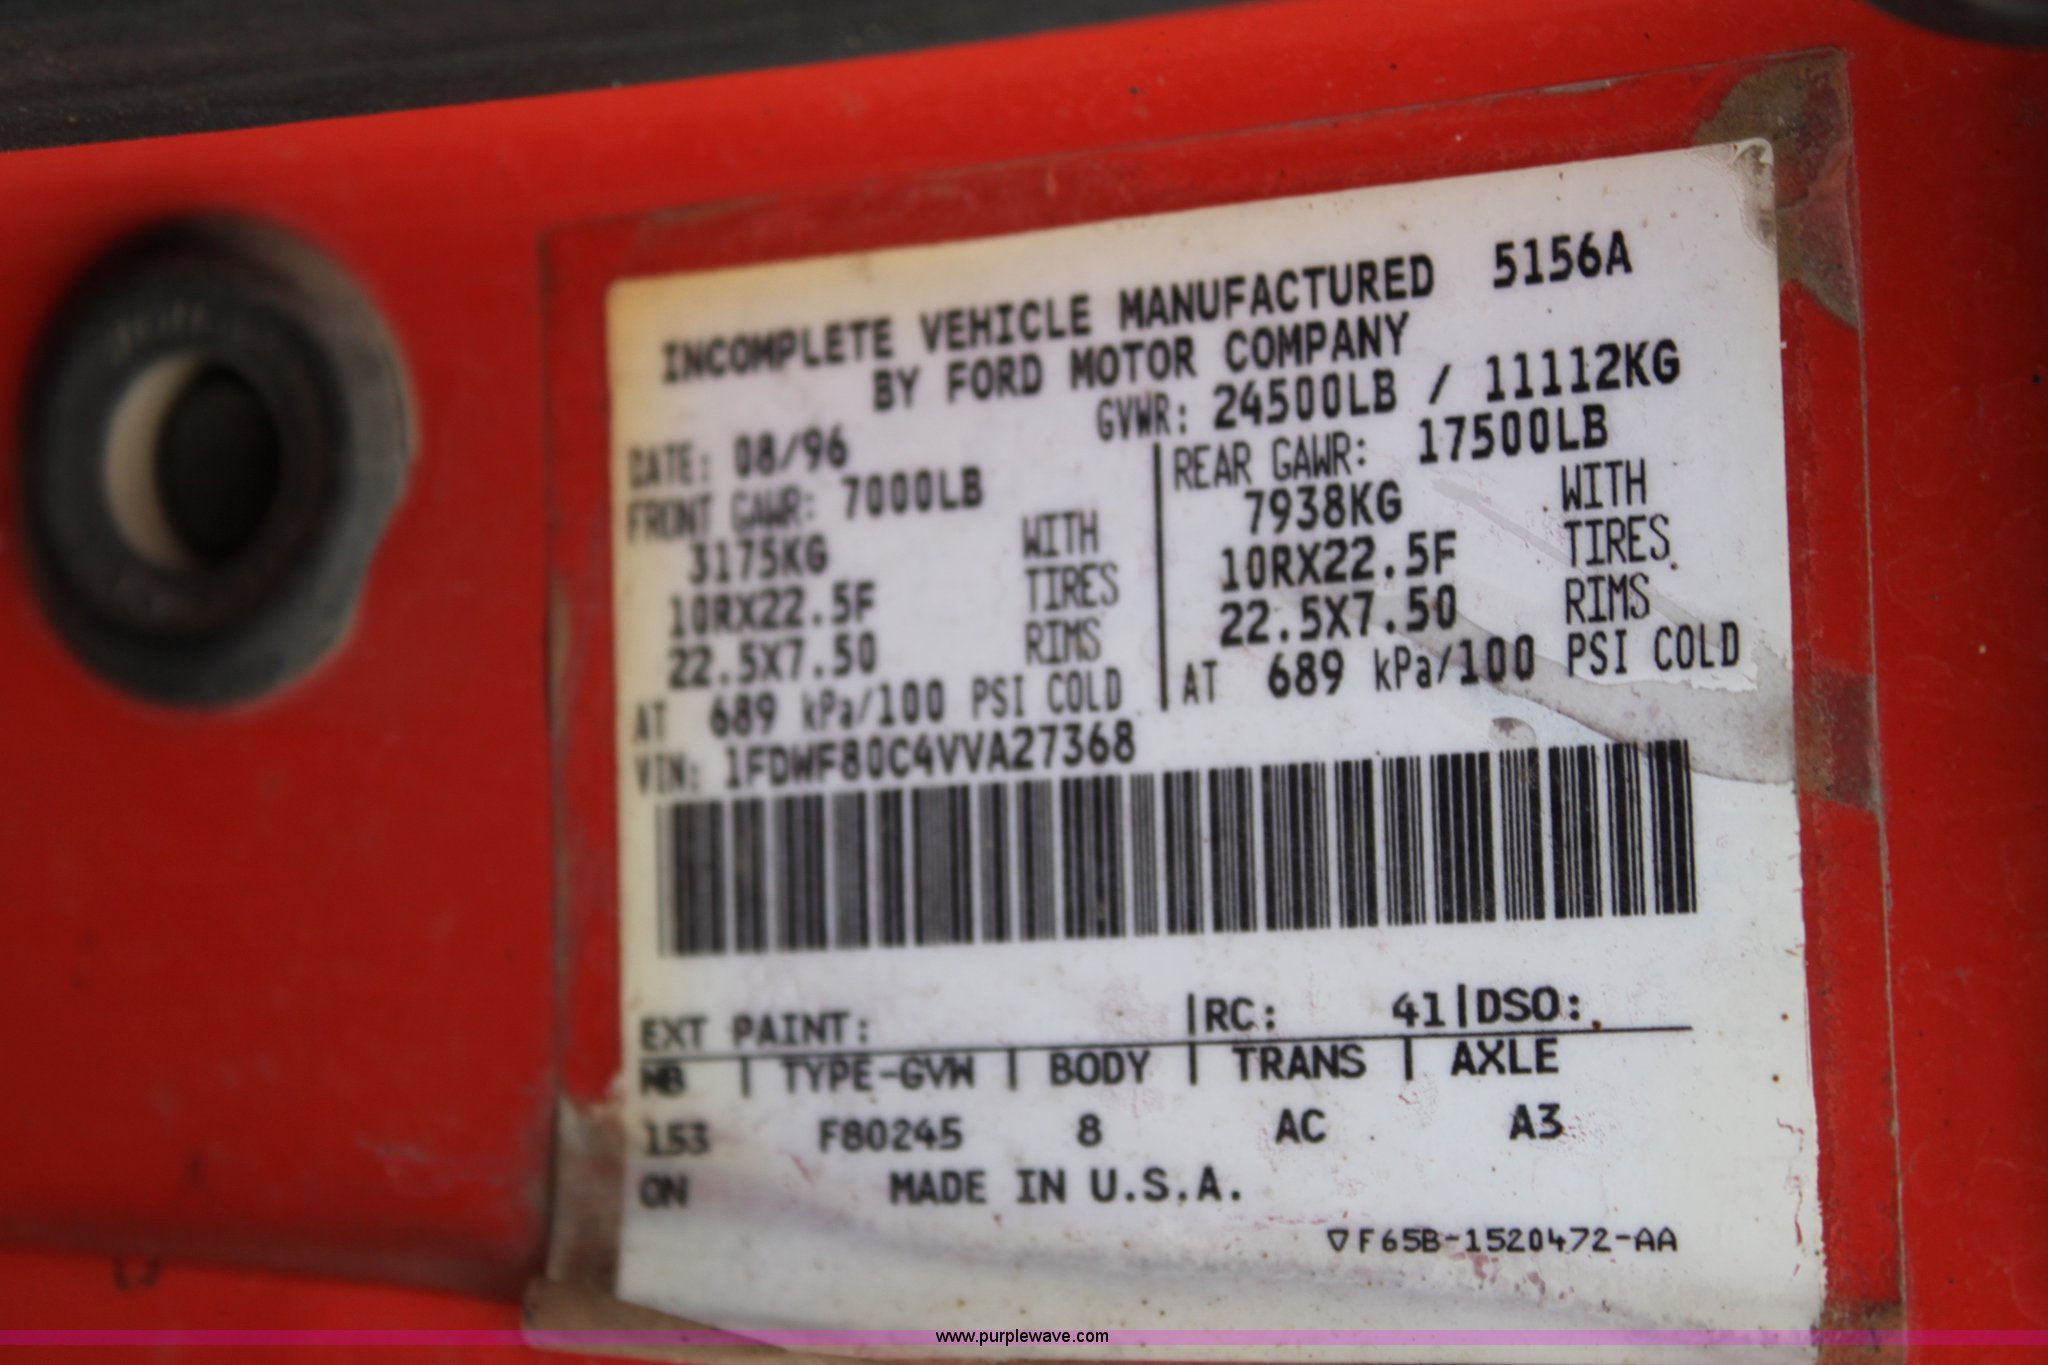 INCOMPLETE VEHICLE MANUFACTURED 5156A
BY FORD MOTOR COMPANY
DATE: 08/96 GVWR: 24500LB / 11112KG
FRONT GAWR: 7000LB
3175KG WITH
10RX22.5F TIRES
22.5X7.50 RIMS
AT 689 kPa/100 PSI COLD
REAR GAWR: 17500LB
7938KG WITH
10RX22.5F TIRES
22.5X7.50 RIMS
AT 689 kPa/100 PSI COLD
VIN: 1FDWF80C4VVA27368
EXT PAINT: |RC: 41|DSO:
WB | TYPE-GVW | BODY | TRANS | AXLE
153 F80245 8 AC A3
ON MADE IN U.S.A.
▽F65B-1520472-AA
www.purplewave.com